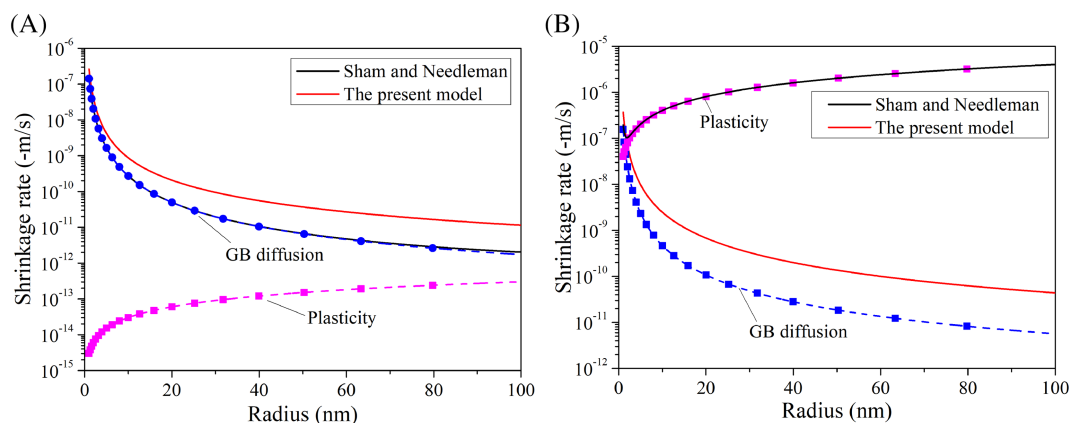 (A)
Shrinkage rate (-m/s)
10^-6
10^-7
10^-8
10^-9
10^-10
10^-11
10^-12
10^-13
10^-14
10^-15
Sham and Needleman
The present model
GB diffusion
Plasticity
0 20 40 60 80 100
Radius (nm)
(B)
Shrinkage rate (-m/s)
10^-5
10^-6
10^-7
10^-8
10^-9
10^-10
10^-11
10^-12
Plasticity
Sham and Needleman
The present model
GB diffusion
0 20 40 60 80 100
Radius (nm)